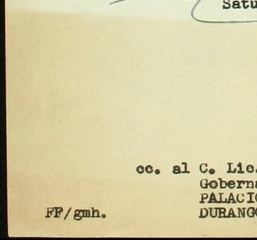 Satu
cc. al C. Lic.
Goberna
PALACIO
FF/gmh. DURANG